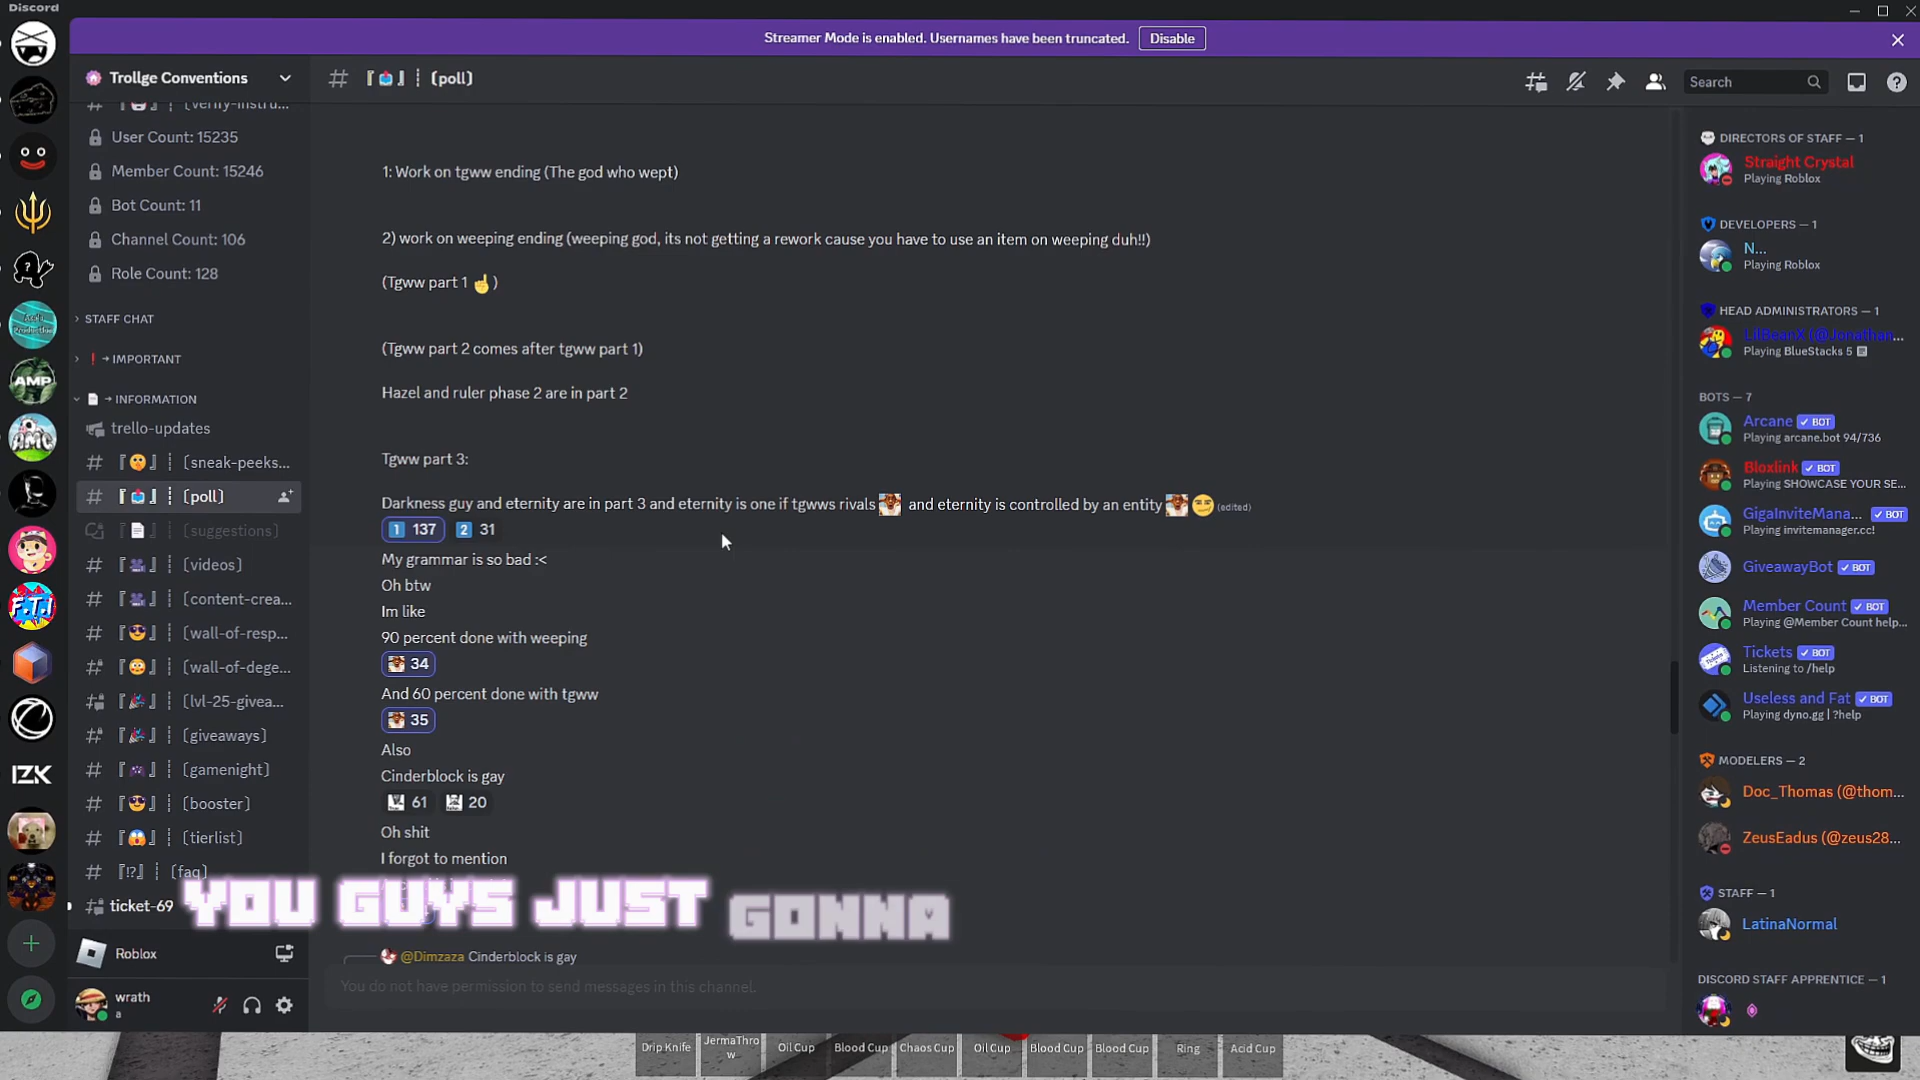 Discord
Streamer Mode is enabled. Usernames have been truncated.
Disable
Trollge Conventions
『📩』┊ (poll)
Search
(verify-instru...
User Count: 15235
Member Count: 15246
Bot Count: 11
Channel Count: 106
Role Count: 128
STAFF CHAT
❗→IMPORTANT
📄→INFORMATION
trello-updates
『🤫』┊ (sneak-peeks...
『📩』┊ (poll)
『📄』┊ (suggestions)
『🎥』┊ (videos)
『🎥』┊ (content-crea...
『😎』┊ (wall-of-resp...
『😳』┊ (wall-of-dege...
『🎉』┊ (lvl-25-givea...
『🎉』┊ (giveaways)
『🎮』┊ (gamenight)
『😎』┊ (booster)
『😱』┊ (tierlist)
『⁉』┊ (faq)
ticket-69
Roblox
wrath
a
AMP
AMC
F.T.I
IZK
1: Work on tgww ending (The god who wept)
2) work on weeping ending (weeping god, its not getting a rework cause you have to use an item on weeping duh!!)
(Tgww part 1 ☝)
(Tgww part 2 comes after tgww part 1)
Hazel and ruler phase 2 are in part 2
Tgww part 3:
Darkness guy and eternity are in part 3 and eternity is one if tgwws rivals and eternity is controlled by an entity (edited)
1 137 2 31
My grammar is so bad :<
Oh btw
Im like
90 percent done with weeping
34
And 60 percent done with tgww
35
Also
Cinderblock is gay
61 20
Oh shit
I forgot to mention
YOU GUYS JUST GONNA
@Dimzaza Cinderblock is gay
You do not have permission to send messages in this channel.
DIRECTORS OF STAFF — 1
Straight Crystal
Playing Roblox
DEVELOPERS — 1
N...
Playing Roblox
HEAD ADMINISTRATORS — 1
LilBeanX (@Jonathan...
Playing BlueStacks 5
BOTS — 7
Arcane ✓ BOT
Playing arcane.bot 94/736
Bloxlink ✓ BOT
Playing SHOWCASE YOUR SE...
GigaInviteMana... ✓ BOT
Playing invitemanager.cc!
GiveawayBot ✓ BOT
Member Count ✓ BOT
Playing @Member Count help...
Tickets ✓ BOT
Listening to /help
Useless and Fat ✓ BOT
Playing dyno.gg | ?help
MODELERS — 2
Doc_Thomas (@thom...
ZeusEadus (@zeus28...
STAFF — 1
LatinaNormal
DISCORD STAFF APPRENTICE — 1
Drip Knife
JermaThro
w
Oil Cup
Blood Cup
Chaos Cup
Oil Cup
Blood Cup
Blood Cup
Ring
Acid Cup